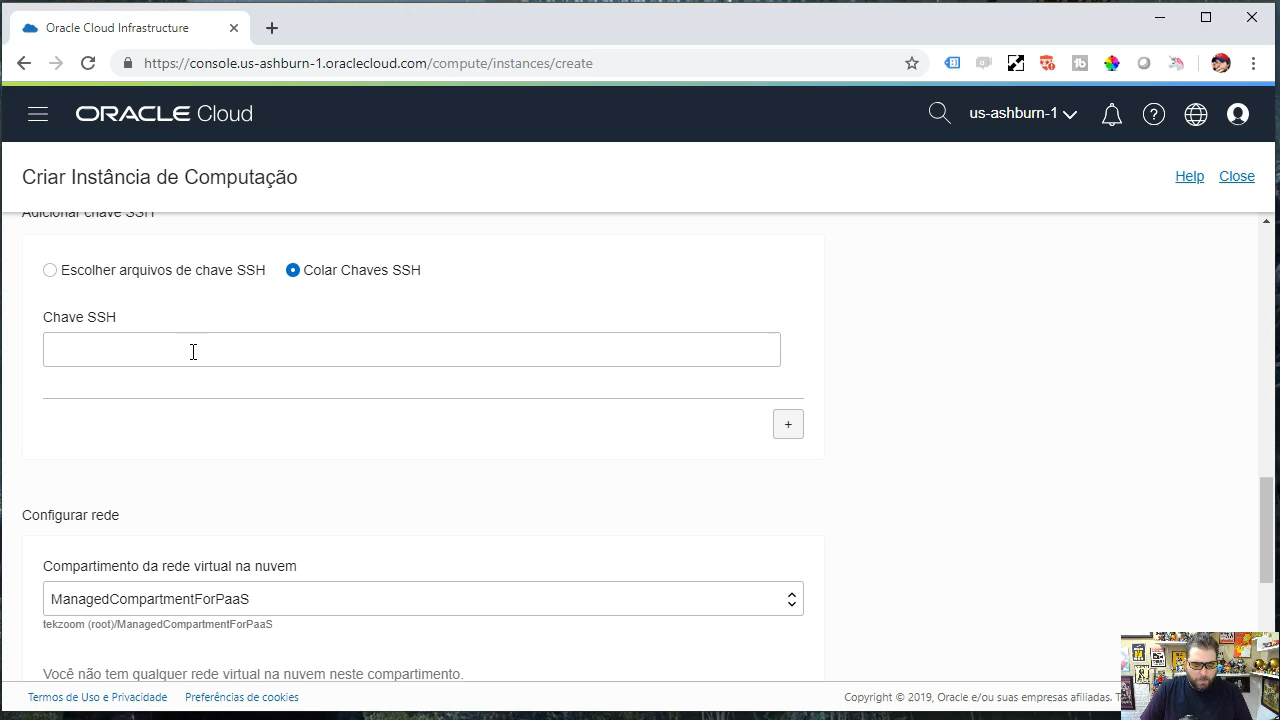 Oracle Cloud Infrastructure
https://console.us-ashburn-1.oraclecloud.com/compute/instances/create
ORACLE Cloud
us-ashburn-1
Criar Instância de Computação
Help
Close
Adicionar chave SSH
Escolher arquivos de chave SSH
Colar Chaves SSH
Chave SSH
+
Configurar rede
Compartimento da rede virtual na nuvem
ManagedCompartmentForPaaS
tekzoom (root)/ManagedCompartmentForPaaS
Você não tem qualquer rede virtual na nuvem neste compartimento.
Termos de Uso e Privacidade
Preferências de cookies
Copyright © 2019, Oracle e/ou suas empresas afiliadas.